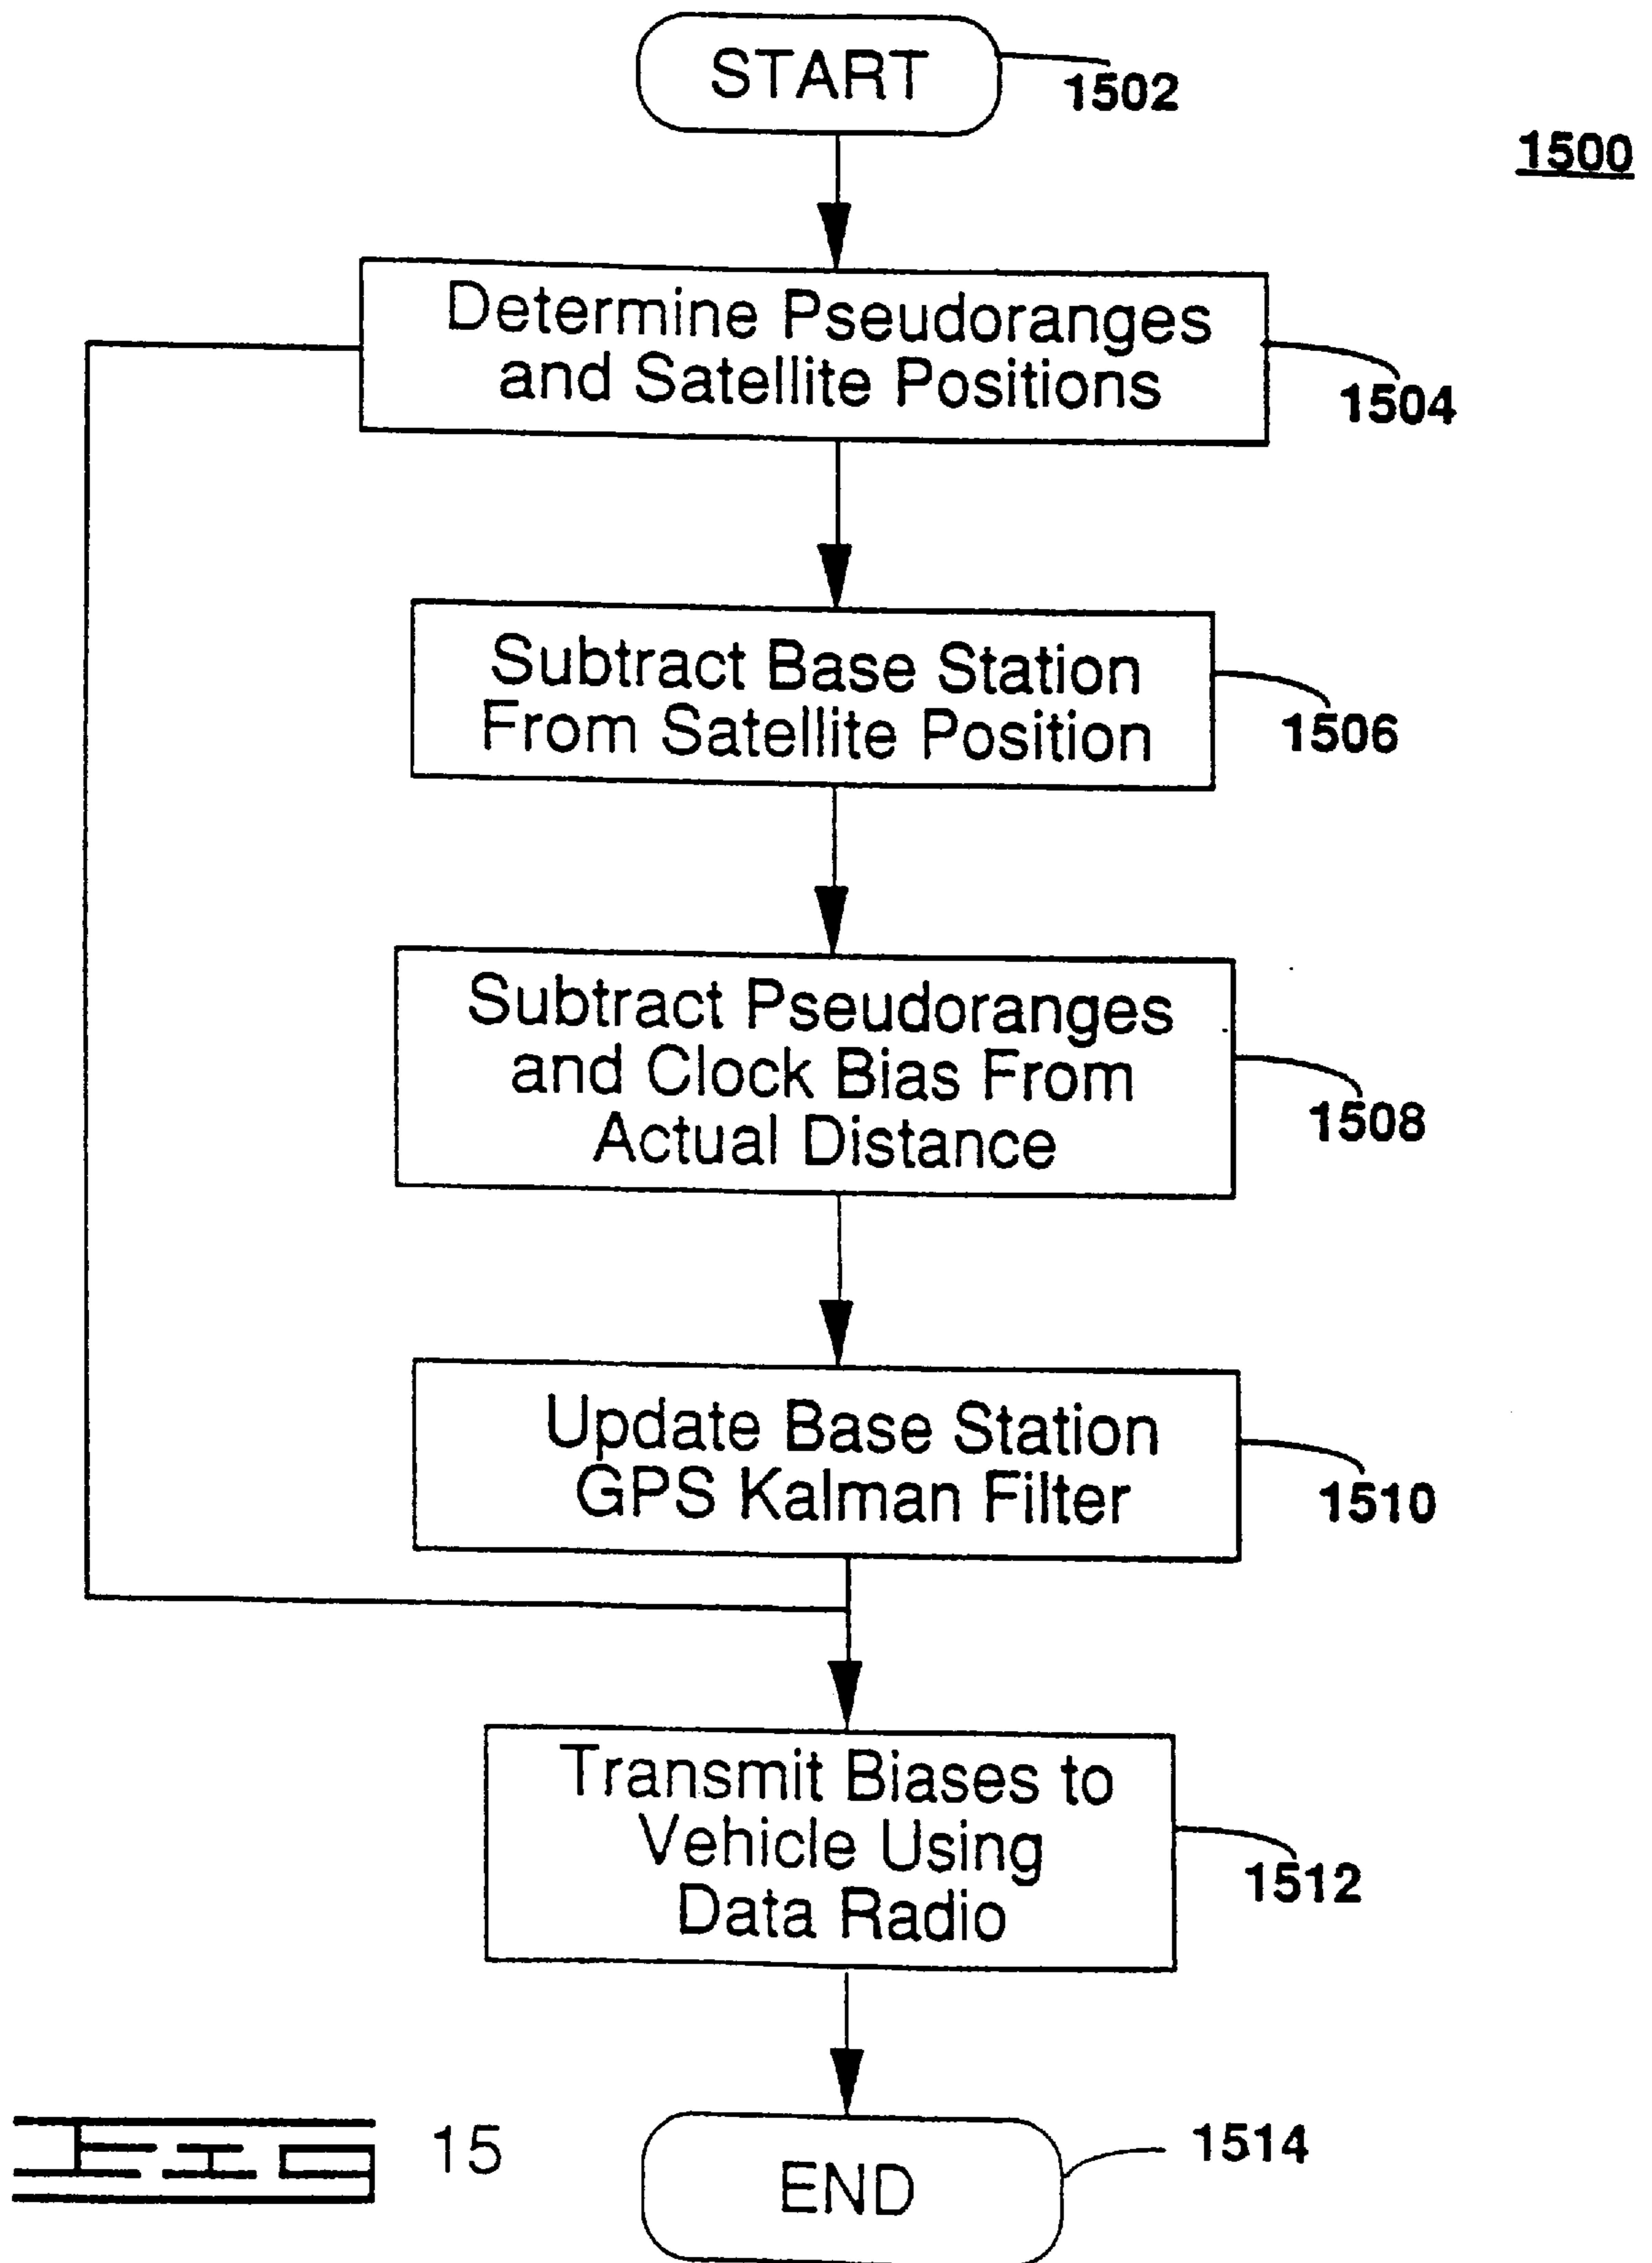 START
1502
1500
Determine Pseudoranges
and Satellite Positions
1504
Subtract Base Station
From Satellite Position
1506
Subtract Pseudoranges
and Clock Bias From
Actual Distance
1508
Update Base Station
GPS Kalman Filter
1510
Transmit Biases to
Vehicle Using
Data Radio
1512
END
1514
FIG 15